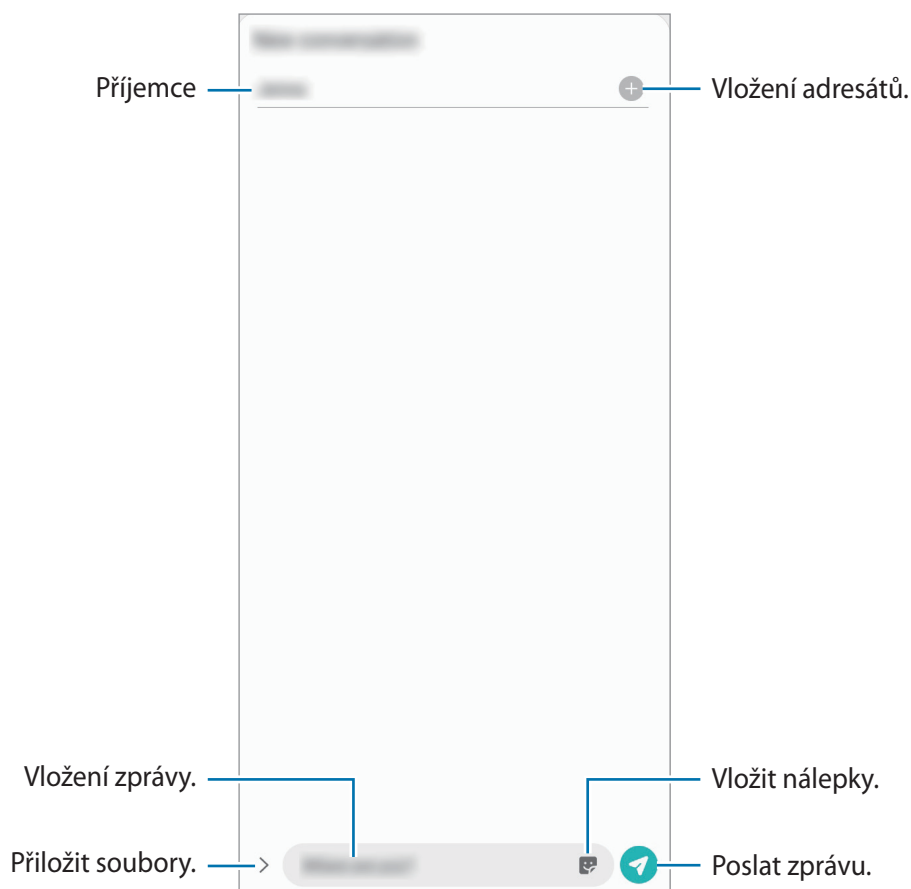 Příjemce
Vložení adresátů.
Vložení zprávy.
Vložit nálepky.
Přiložit soubory.
Poslat zprávu.